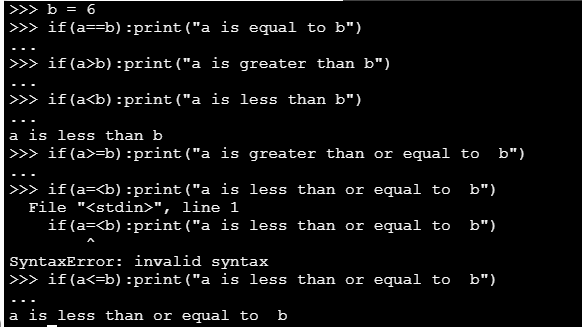 >>> b = 6
>>> if(a==b):print("a is equal to b")
...
>>> if(a>b):print("a is greater than b")
...
>>> if(a<b):print("a is less than b")
...
a is less than b
>>> if(a>=b):print("a is greater than or equal to  b")
...
>>> if(a=<b):print("a is less than or equal to  b")
  File "<stdin>", line 1
    if(a=<b):print("a is less than or equal to  b")
        ^
SyntaxError: invalid syntax
>>> if(a<=b):print("a is less than or equal to  b")
...
a is less than or equal to  b